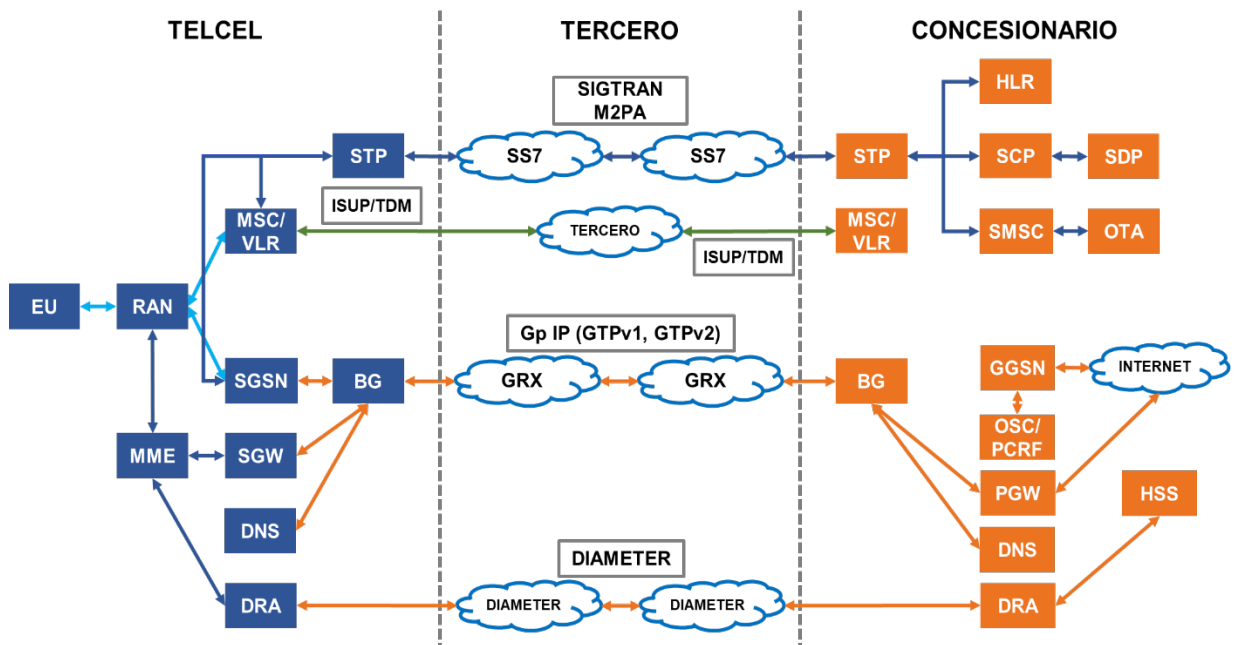 TELCEL
TERCERO
CONCESIONARIO
SIGTRAN
M2PA
HLR
STP
SS7
SS7
STP
SCP
SDP
ISUP/TDM
MSC/
VLR
TERCERO
MSC/
VLR
SMSC
OTA
ISUP/TDM
EU
RAN
Gp IP (GTPv1, GTPv2)
SGSN
BG
GRX
GRX
BG
GGSN
INTERNET
OSC/
PCRF
MME
SGW
PGW
HSS
DNS
DNS
DIAMETER
DRA
DIAMETER
DIAMETER
DRA